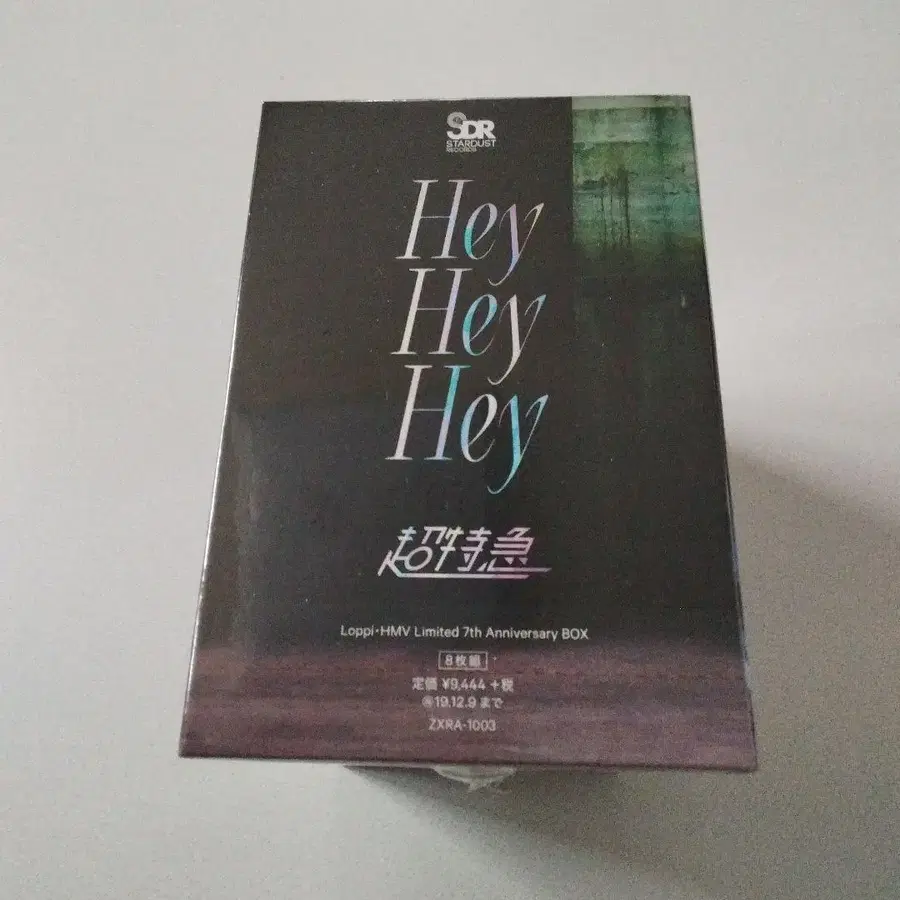 SDR
STARDUST
RECORDS
Hey
Hey
Hey
超特急
Loppi・HMV Limited 7th Anniversary BOX
8枚組
定価 ¥9,444 +税
㊝19.12.9 まで
ZXRA-1003